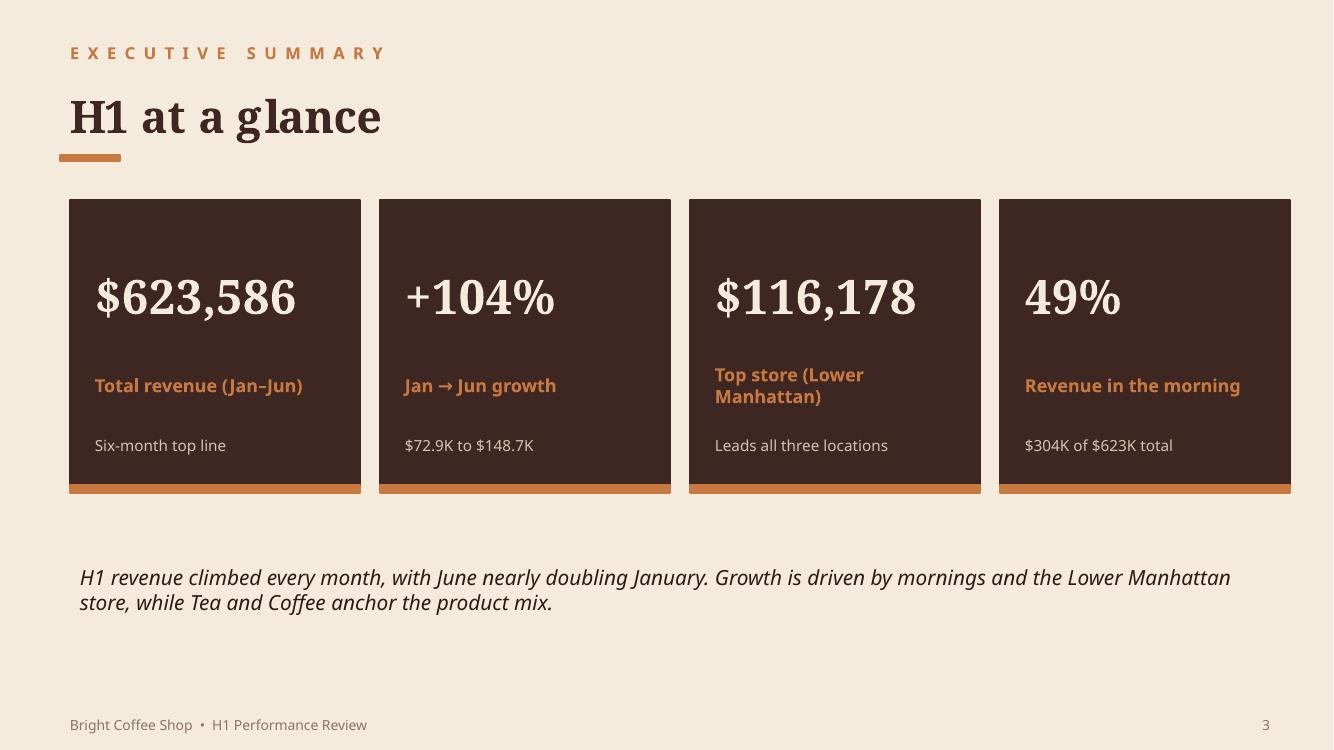 EXECUTIVE SUMMARY
H1 at a glance
$623,586
Total revenue (Jan–Jun)
Six-month top line
+104%
Jan → Jun growth
$72.9K to $148.7K
$116,178
Top store (Lower
Manhattan)
Leads all three locations
49%
Revenue in the morning
$304K of $623K total
H1 revenue climbed every month, with June nearly doubling January. Growth is driven by mornings and the Lower Manhattan
store, while Tea and Coffee anchor the product mix.
Bright Coffee Shop • H1 Performance Review
3